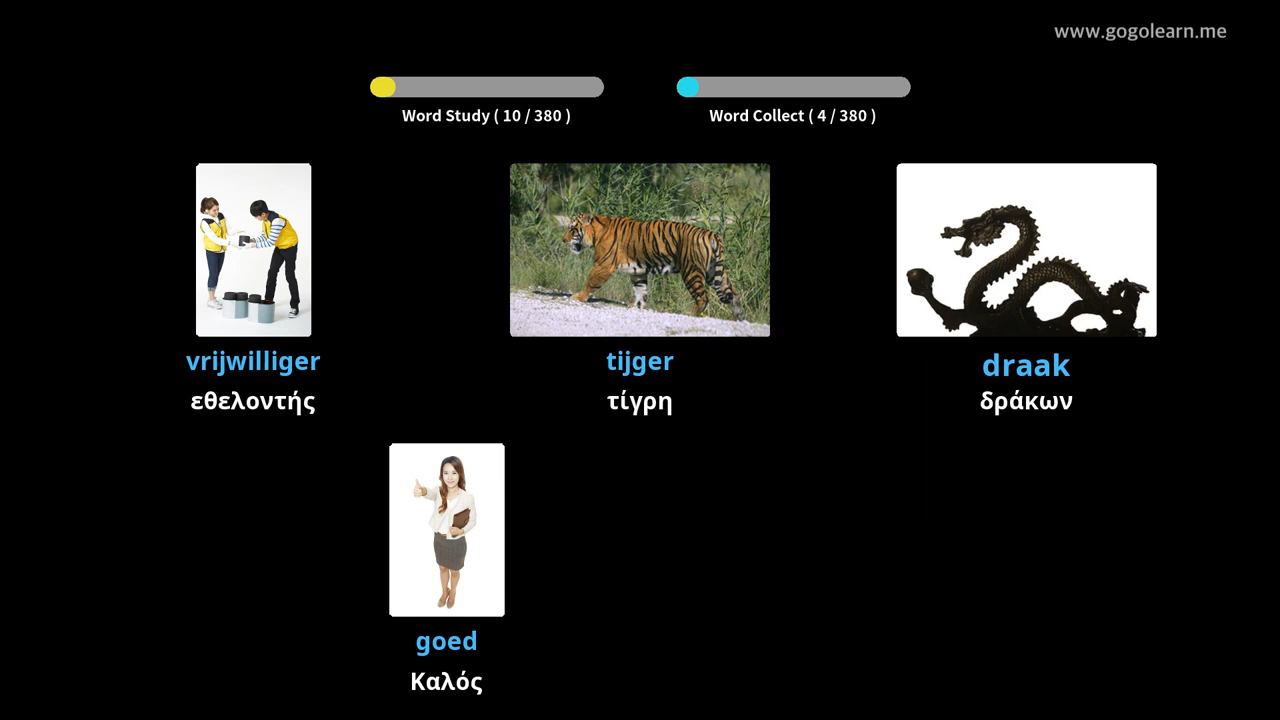 www.gogolearn.me
Word Study ( 10 / 380 )
Word Collect ( 4 / 380 )
vrijwilliger
εθελοντής
tijger
τίγρη
draak
δράκων
goed
Καλός